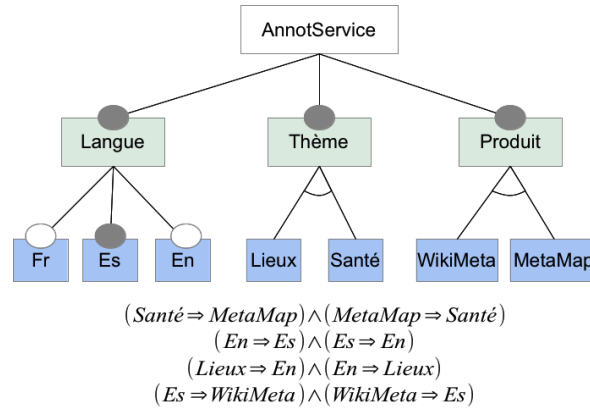 AnnotService
Langue Thème Produit
Fr Es En Lieux Santé WikiMeta MetaMap
(Santé⇒MetaMap)∧(MetaMap⇒Santé)
(En⇒Es)∧(Es⇒En)
(Lieux⇒En)∧(En⇒Lieux)
(Es⇒WikiMeta)∧(WikiMeta⇒Es)